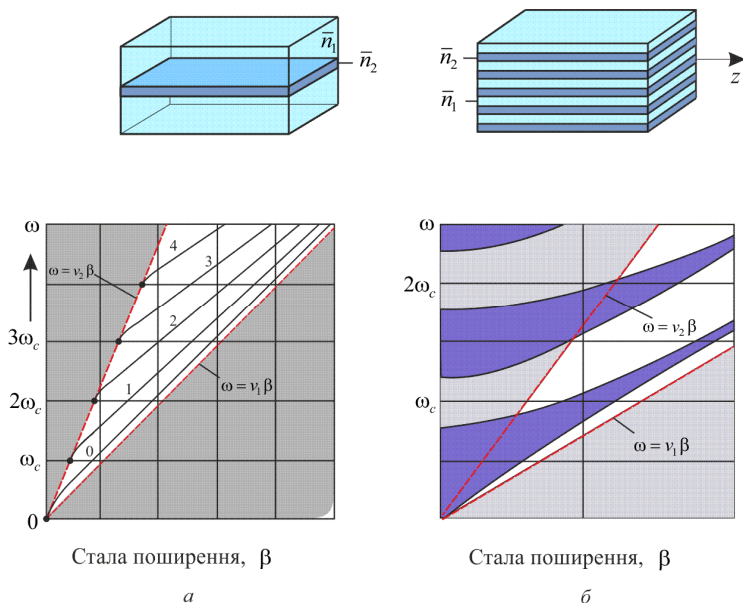 n̅₁
n̅₂
n̅₂
n̅₁
z
ω
3ω_c
2ω_c
ω_c
0
ω = v₂β
4
3
2
1
0
ω = v₁β
Стала поширення, β
а
ω
2ω_c
ω_c
ω = v₂β
ω = v₁β
Стала поширення, β
б